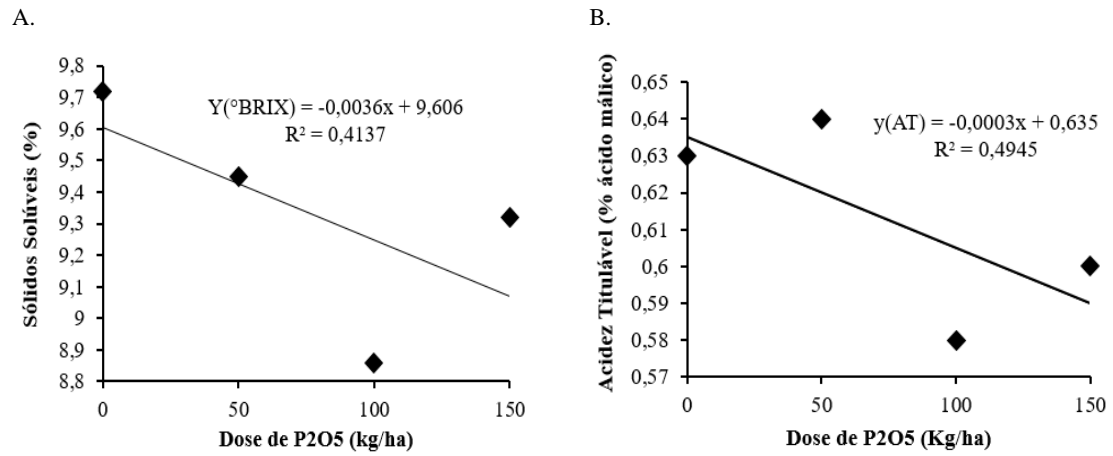 A.
Sólidos Solúveis (%)
9,8
9,7
9,6
9,5
9,4
9,3
9,2
9,1
9
8,9
8,8
Y(°BRIX) = -0,0036x + 9,606
R² = 0,4137
0 50 100 150
Dose de P2O5 (kg/ha)
B.
Acidez Titulável (% ácido málico)
0,65
0,64
0,63
0,62
0,61
0,6
0,59
0,58
0,57
y(AT) = -0,0003x + 0,635
R² = 0,4945
0 50 100 150
Dose de P2O5 (Kg/ha)